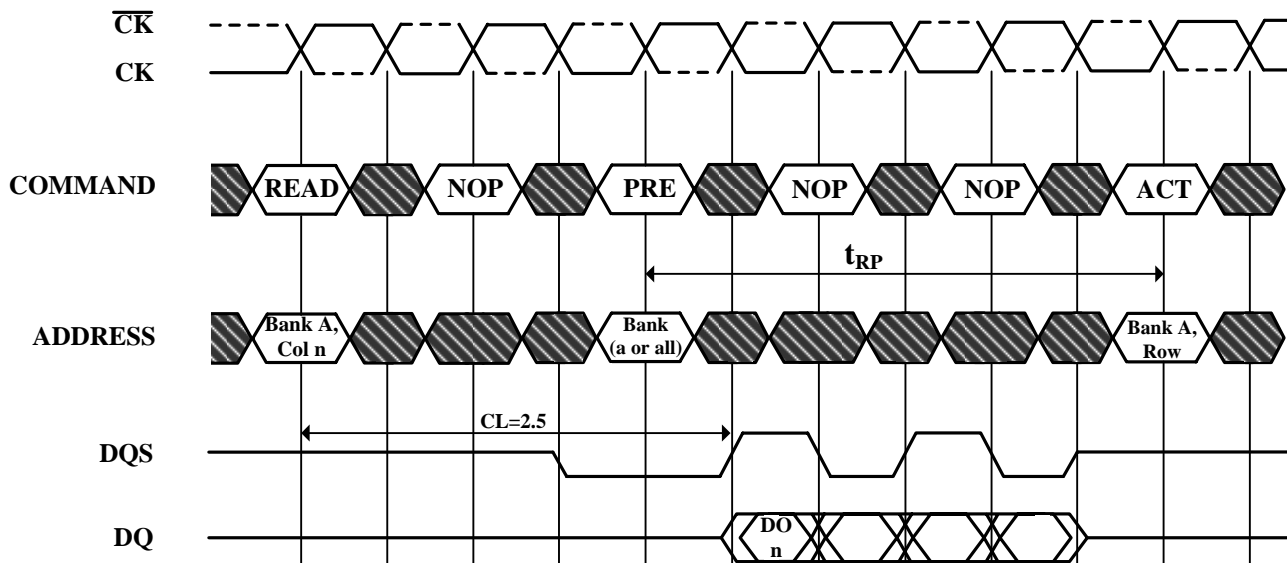 CK
CK
COMMAND
READ
NOP
PRE
NOP
NOP
ACT
tRP
ADDRESS
Bank A,
Col n
Bank
(a or all)
Bank A,
Row
CL=2.5
DQS
DQ
DO
n